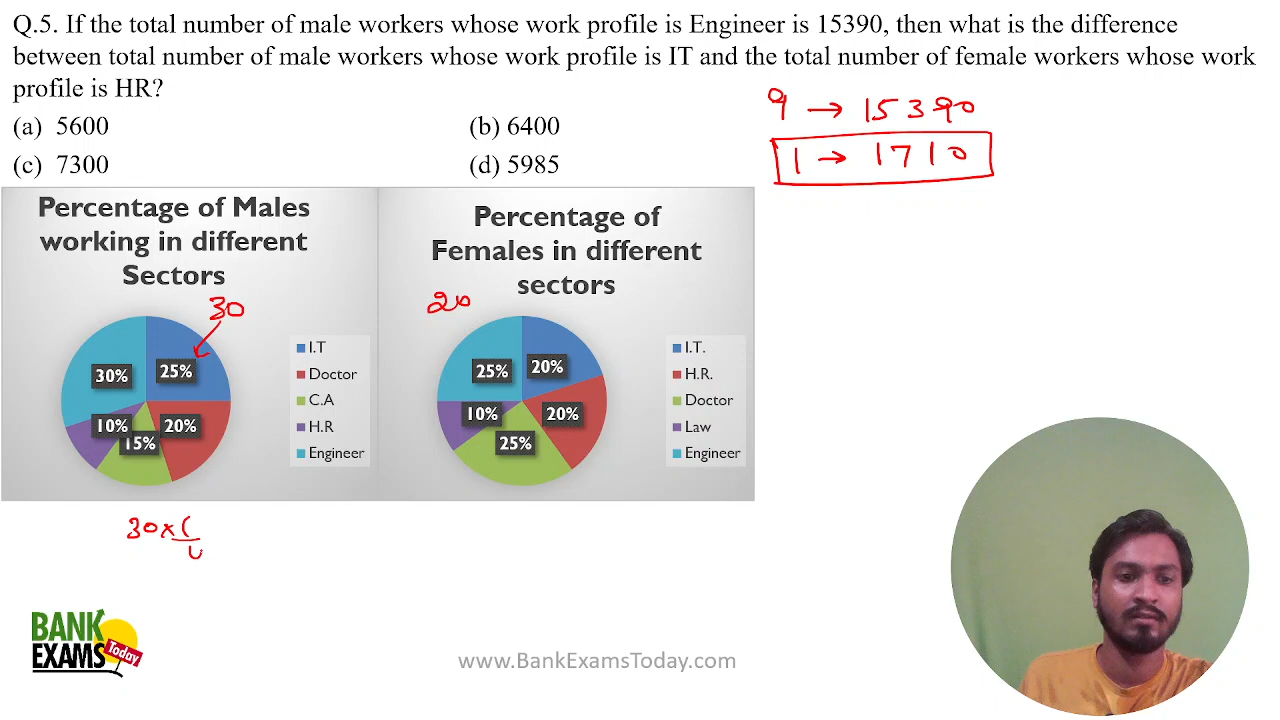 Q.5. If the total number of male workers whose work profile is Engineer is 15390, then what is the difference
between total number of male workers whose work profile is IT and the total number of female workers whose work
profile is HR?
9 → 15390
(a) 5600 (b) 6400
1 → 1710
(c) 7300 (d) 5985
Percentage of Males
working in different
Sectors
30
30%
25%
10%
20%
15%
I.T
Doctor
C.A
H.R
Engineer
Percentage of
Females in different
sectors
20
25%
20%
10%
20%
25%
I.T.
H.R.
Doctor
Law
Engineer
30 ×
BANK
EXAMS
Today
www.BankExamsToday.com